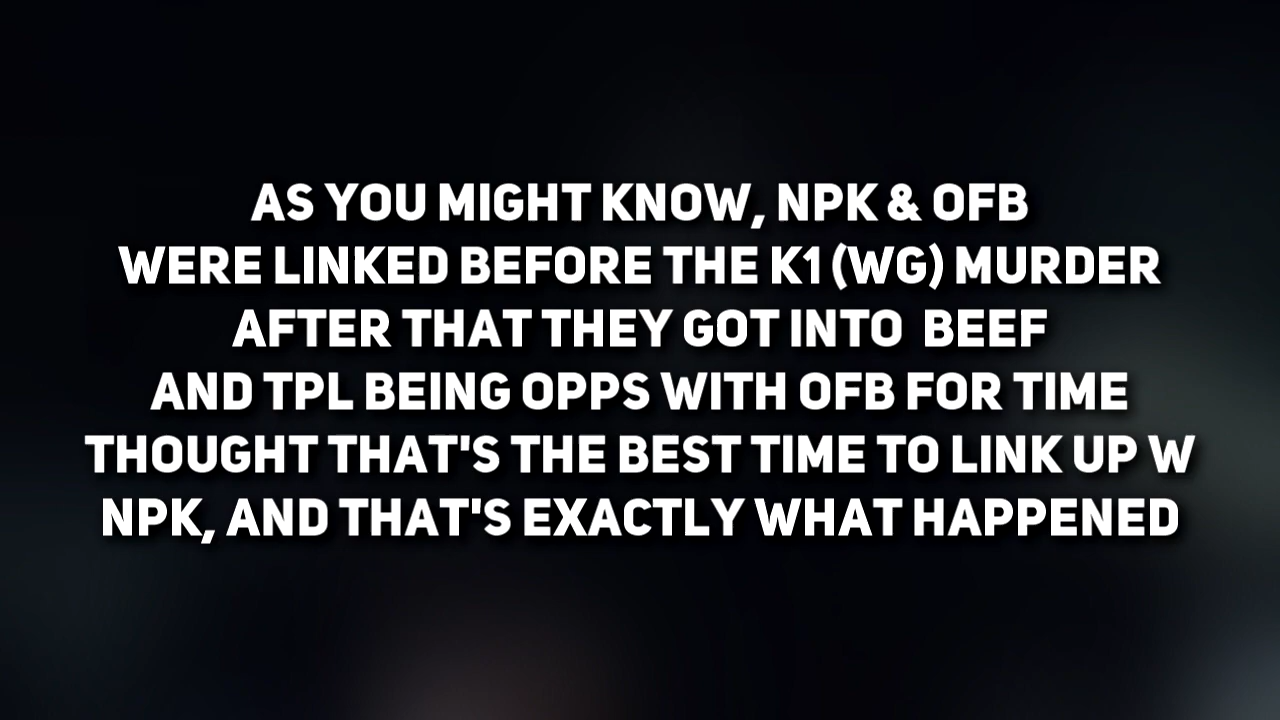 AS YOU MIGHT KNOW, NPK & OFB
WERE LINKED BEFORE THE K1 (WG) MURDER
AFTER THAT THEY GOT INTO  BEEF
AND TPL BEING OPPS WITH OFB FOR TIME
THOUGHT THAT'S THE BEST TIME TO LINK UP W
NPK, AND THAT'S EXACTLY WHAT HAPPENED